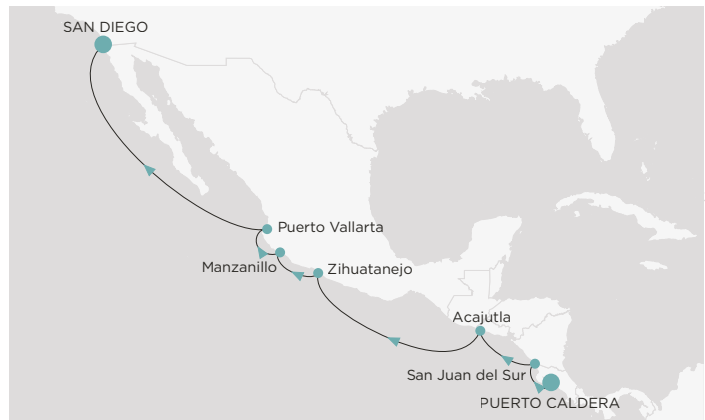 SAN DIEGO
Puerto Vallarta
Manzanillo
Zihuatanejo
Acajutla
San Juan del Sur
PUERTO CALDERA